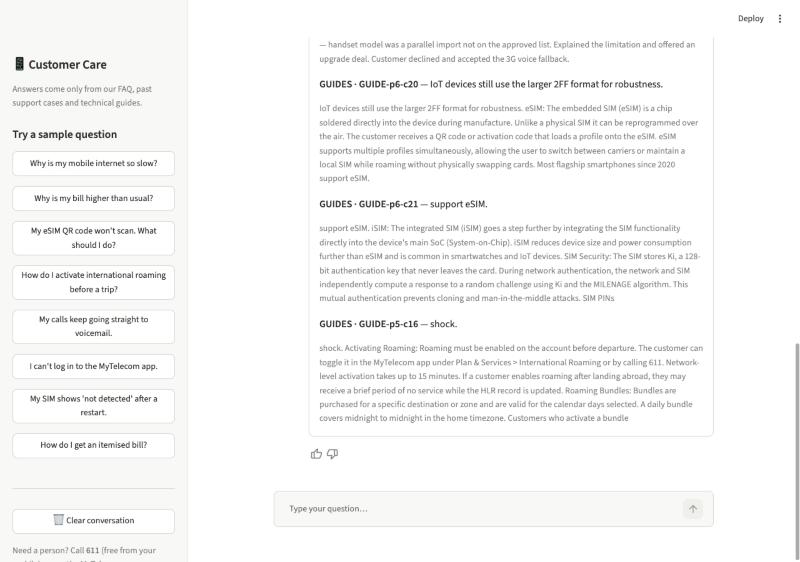 Deploy
Customer Care
Answers come only from our FAQ, past
support cases and technical guides.
Try a sample question
Why is my mobile internet so slow?
Why is my bill higher than usual?
My eSIM QR code won't scan. What
should I do?
How do I activate international roaming
before a trip?
My calls keep going straight to
voicemail.
I can't log in to the MyTelecom app.
My SIM shows 'not detected' after a
restart.
How do I get an itemised bill?
Clear conversation
Need a person? Call 611 (free from your
— handset model was a parallel import not on the approved list. Explained the limitation and offered an
upgrade deal. Customer declined and accepted the 3G voice fallback.
GUIDES · GUIDE-p6-c20 — IoT devices still use the larger 2FF format for robustness.
IoT devices still use the larger 2FF format for robustness. eSIM: The embedded SIM (eSIM) is a chip
soldered directly into the device during manufacture. Unlike a physical SIM it can be reprogrammed over
the air. The customer receives a QR code or activation code that loads a profile onto the eSIM. eSIM
supports multiple profiles simultaneously, allowing the user to switch between carriers or maintain a
local SIM while roaming without physically swapping cards. Most flagship smartphones since 2020
support eSIM.
GUIDES · GUIDE-p6-c21 — support eSIM.
support eSIM. iSIM: The integrated SIM (iSIM) goes a step further by integrating the SIM functionality
directly into the device's main SoC (System-on-Chip). iSIM reduces device size and power consumption
further than eSIM and is common in smartwatches and IoT devices. SIM Security: The SIM stores Ki, a 128-
bit authentication key that never leaves the card. During network authentication, the network and SIM
independently compute a response to a random challenge using Ki and the MILENAGE algorithm. This
mutual authentication prevents cloning and man-in-the-middle attacks. SIM PINs
GUIDES · GUIDE-p5-c16 — shock.
shock. Activating Roaming: Roaming must be enabled on the account before departure. The customer can
toggle it in the MyTelecom app under Plan & Services > International Roaming or by calling 611. Network-
level activation takes up to 15 minutes. If a customer enables roaming after landing abroad, they may
receive a brief period of no service while the HLR record is updated. Roaming Bundles: Bundles are
purchased for a specific destination or zone and are valid for the calendar days selected. A daily bundle
covers midnight to midnight in the home timezone. Customers who activate a bundle
Type your question...